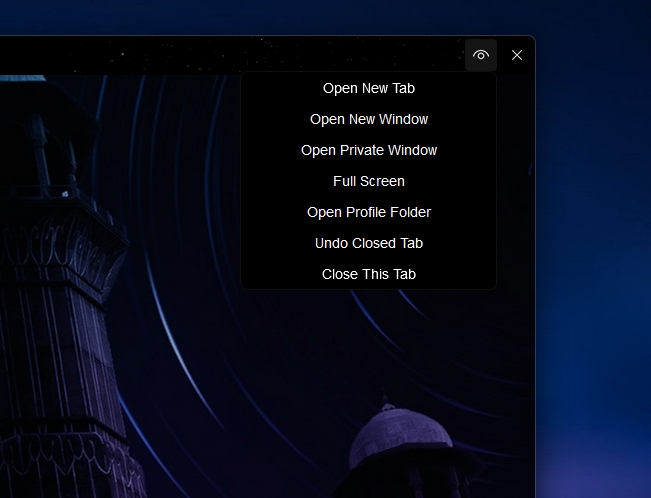 Open New Tab
Open New Window
Open Private Window
Full Screen
Open Profile Folder
Undo Closed Tab
Close This Tab